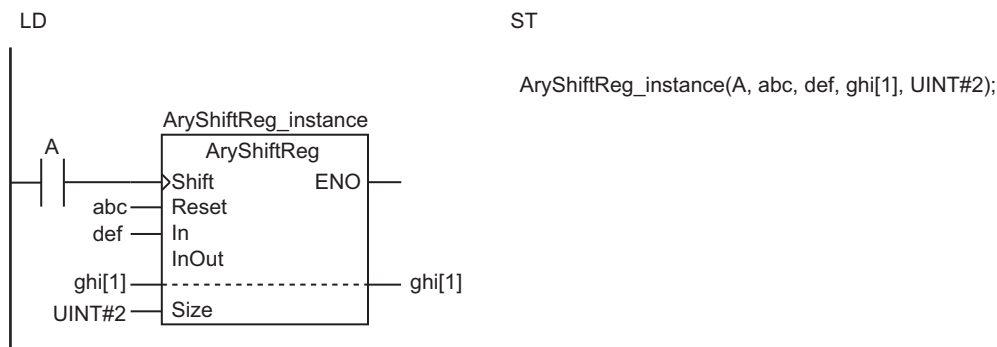 LD
ST
AryShiftReg_instance(A, abc, def, ghi[1], UINT#2);
AryShiftReg_instance
A
AryShiftReg
Shift ENO
abc Reset
def In
InOut
ghi[1] ghi[1]
UINT#2 Size